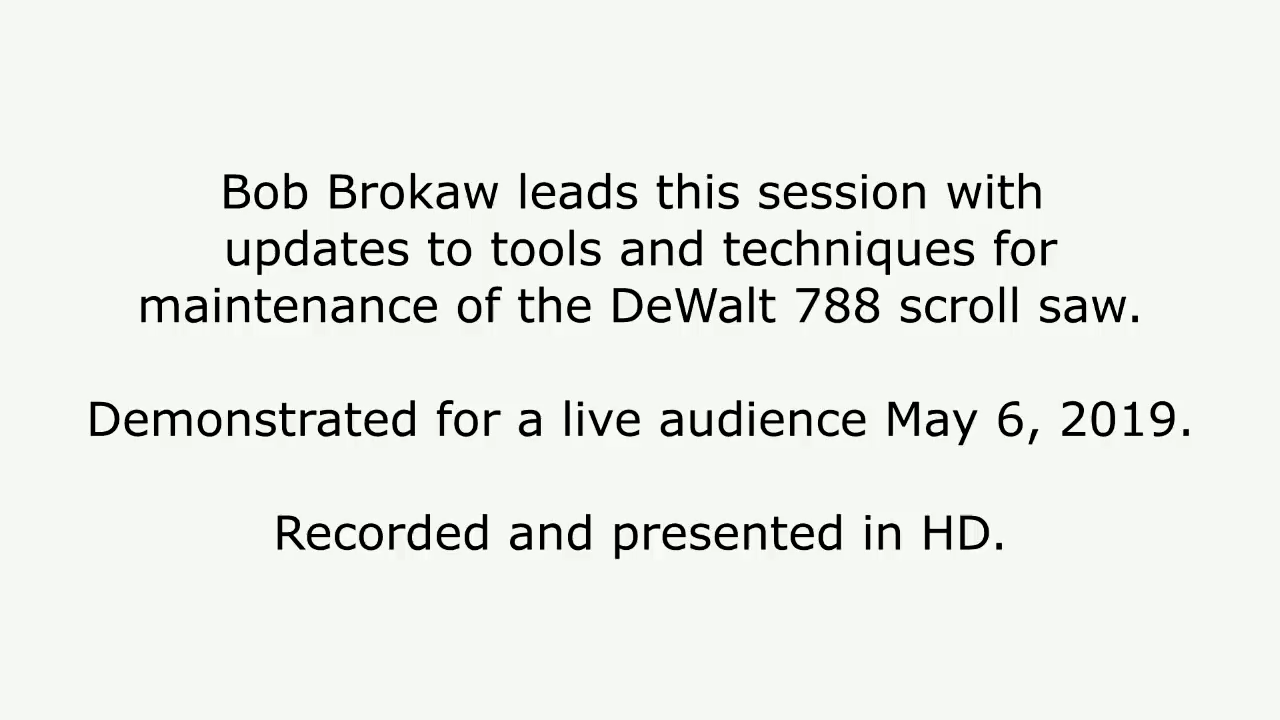 Bob Brokaw leads this session with
updates to tools and techniques for
maintenance of the DeWalt 788 scroll saw.
Demonstrated for a live audience May 6, 2019.
Recorded and presented in HD.